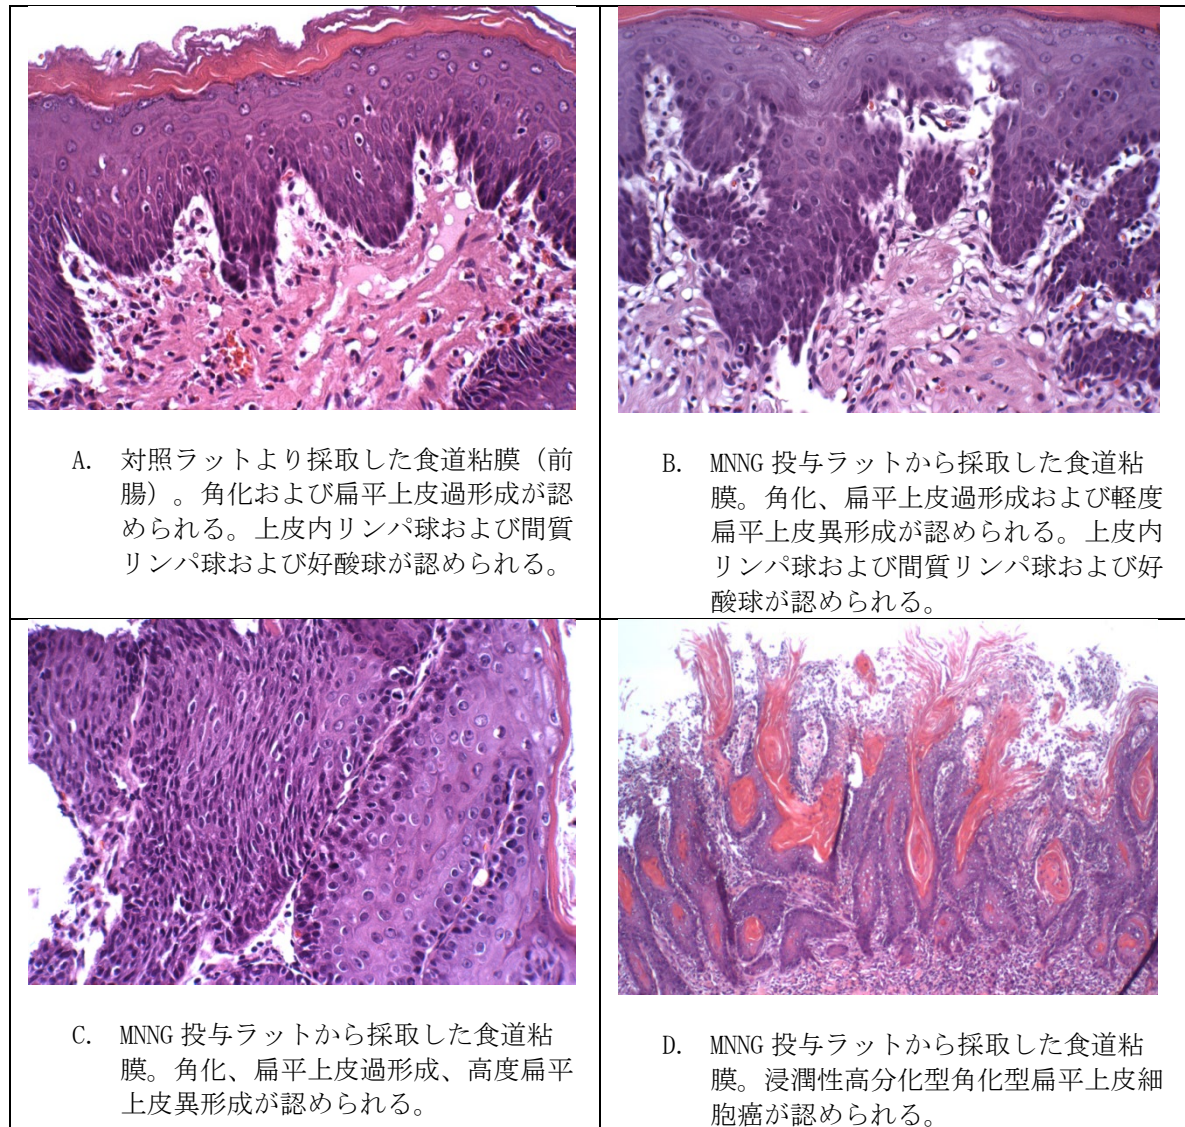 A. 対照ラットより採取した食道粘膜（前
腸）。角化および扁平上皮過形成が認
められる。上皮内リンパ球および間質
リンパ球および好酸球が認められる。
B. MNNG 投与ラットから採取した食道粘
膜。角化、扁平上皮過形成および軽度
扁平上皮異形成が認められる。上皮内
リンパ球および間質リンパ球および好
酸球が認められる。
C. MNNG 投与ラットから採取した食道粘
膜。角化、扁平上皮過形成、高度扁平
上皮異形成が認められる。
D. MNNG 投与ラットから採取した食道粘
膜。浸潤性高分化型角化型扁平上皮細
胞癌が認められる。